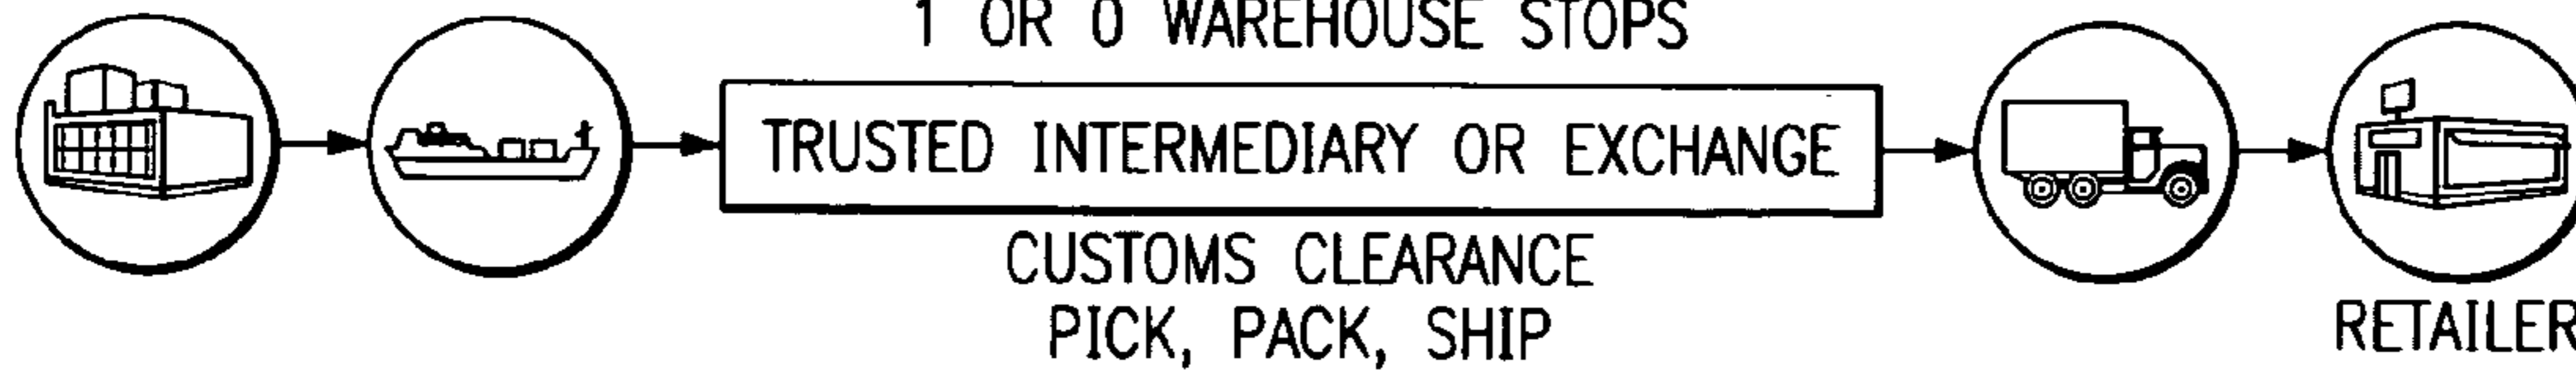 1 OR 0 WAREHOUSE STOPS
TRUSTED INTERMEDIARY OR EXCHANGE
CUSTOMS CLEARANCE
PICK, PACK, SHIP
RETAILER